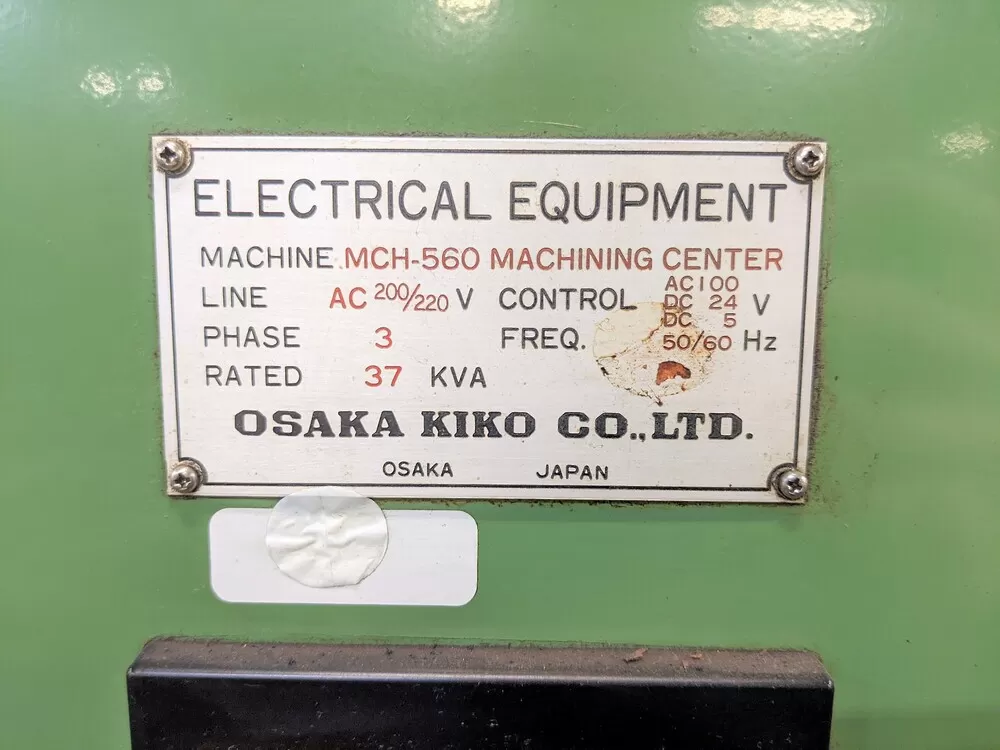 ELECTRICAL EQUIPMENT
MACHINE MCH-560 MACHINING CENTER
LINE AC 200/220 V CONTROL AC100 DC 24 DC 5 V
PHASE 3 FREQ. 50/60 Hz
RATED 37 KVA
OSAKA KIKO CO.,LTD.
OSAKA JAPAN